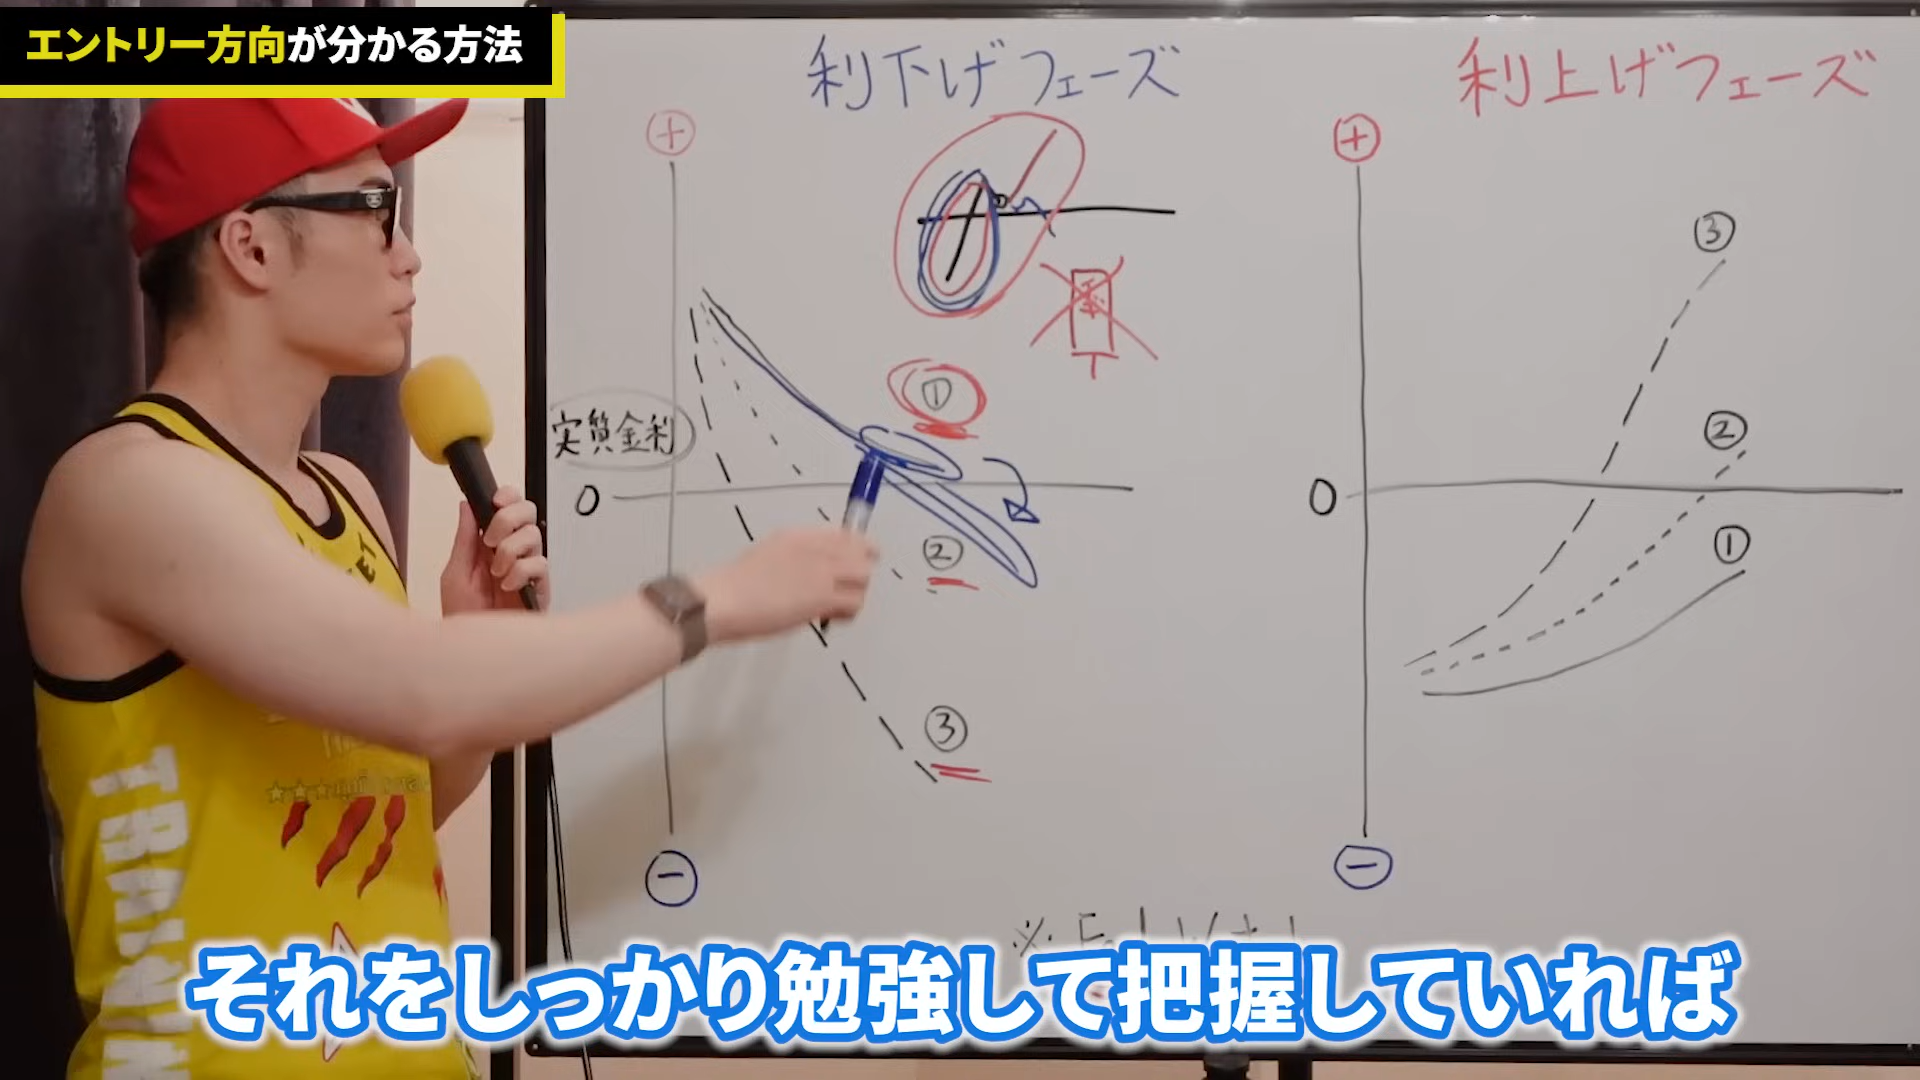 エントリー方向が分かる方法
利下げフェーズ
利上げフェーズ
+
+
①
③
②
実質金利
0
0
②
①
③
−
−
TRAVIS
それをしっかり勉強して把握していれば